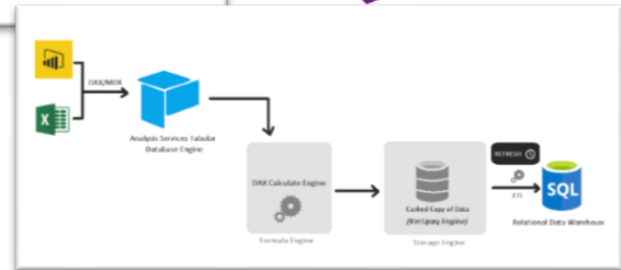 DAX/MDX
X
Analysis Services Tabular
Database Engine
DAX Calculate Engine
Formula Engine
Cached Copy of Data
(Vertipaq Engine)
Storage Engine
REFRESH
SQL
Relational Data Warehouse